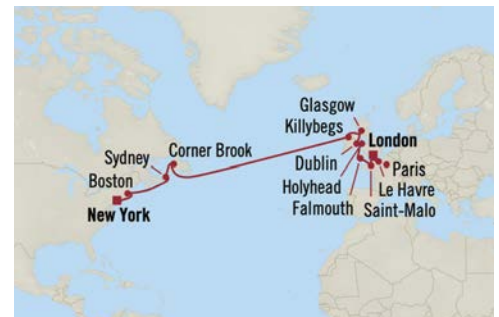 Glasgow
Killybegs
London
Sydney
Corner Brook
Dublin
Paris
Boston
Holyhead
Le Havre
New York
Falmouth
Saint-Malo